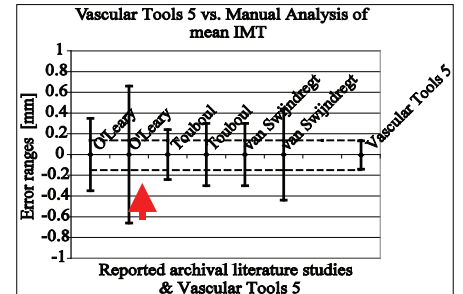 Vascular Tools 5 vs. Manual Analysis of
mean IMT
Error ranges [mm]
1
0.8
0.6
0.4
0.2
0
-0.2
-0.4
-0.6
-0.8
-1
O'Leary
O'Leary
Touboul
Touboul
van Swijndregt
van Swijndregt
Vascular Tools 5
Reported archival literature studies
& Vascular Tools 5